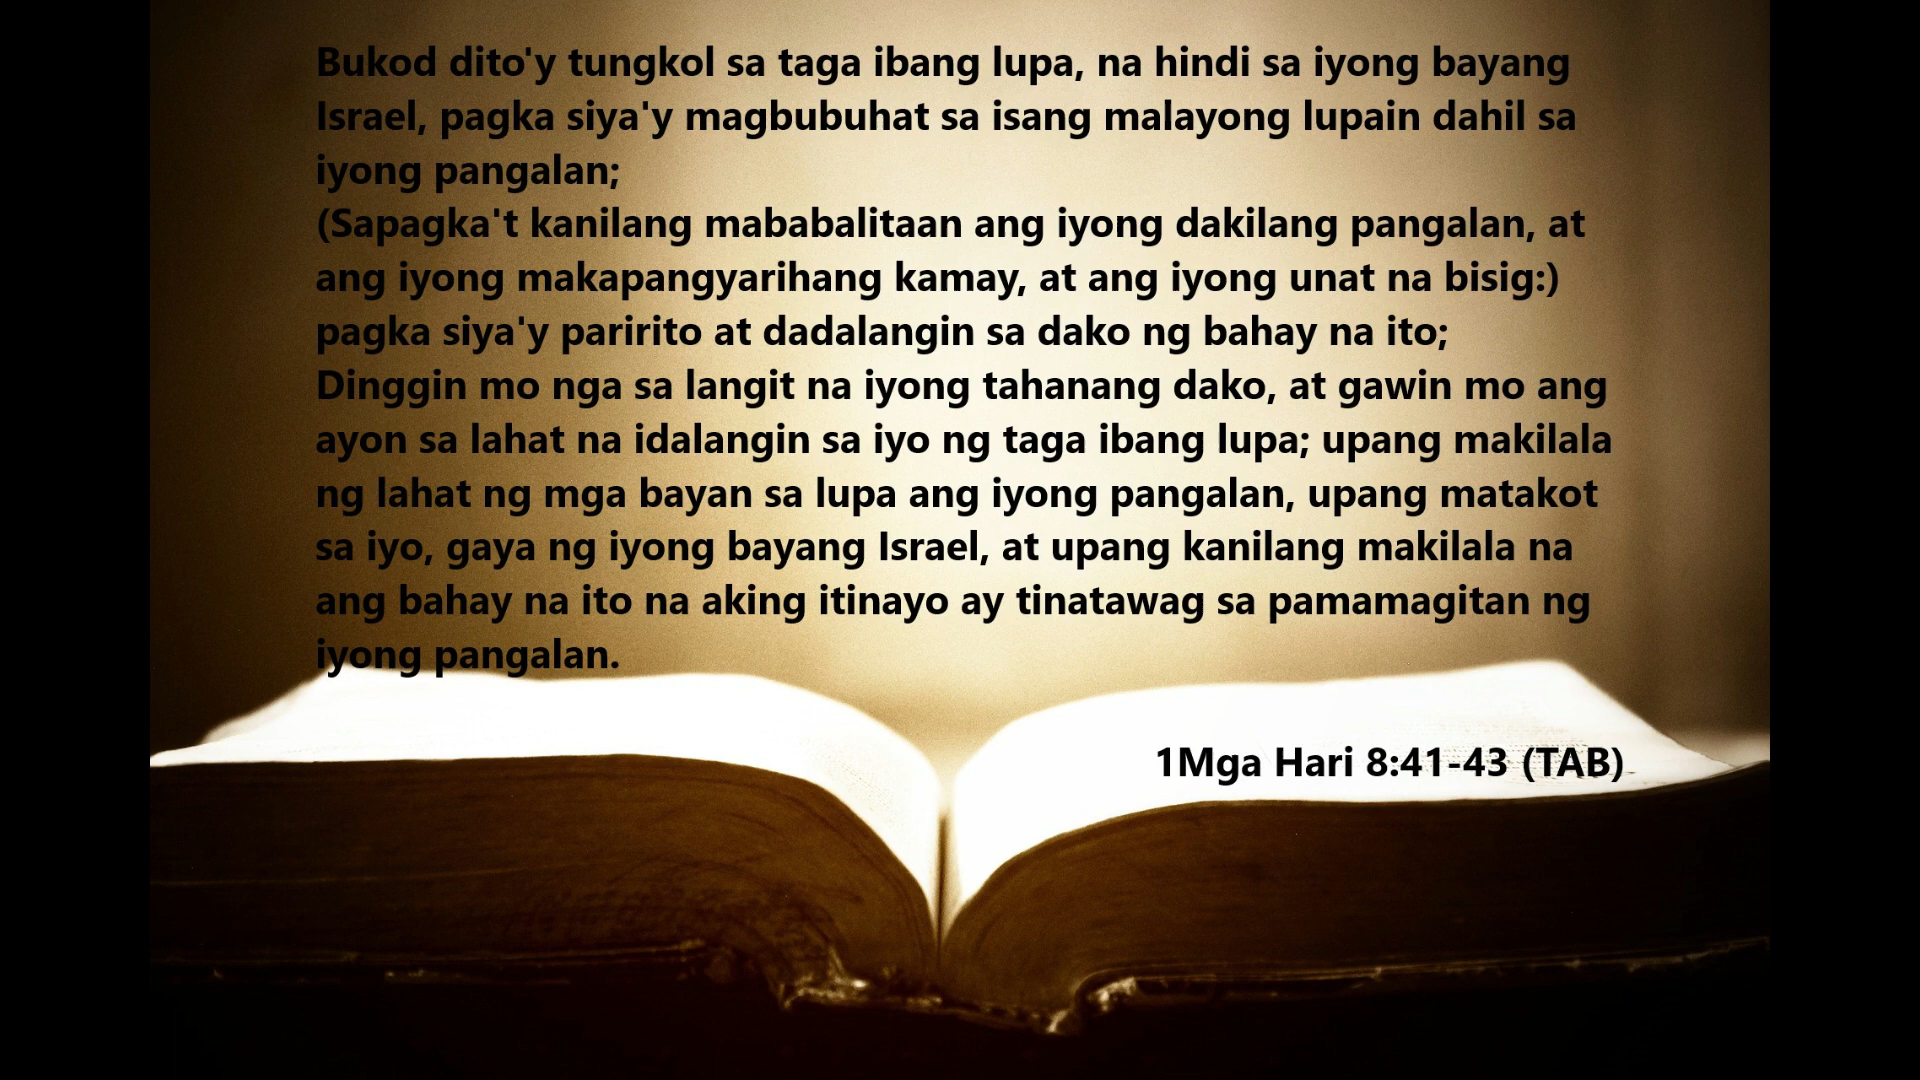 Bukod dito'y tungkol sa taga ibang lupa, na hindi sa iyong bayang
Israel, pagka siya'y magbubuhat sa isang malayong lupain dahil sa
iyong pangalan;
(Sapagka't kanilang mababalitaan ang iyong dakilang pangalan, at
ang iyong makapangyarihang kamay, at ang iyong unat na bisig:)
pagka siya'y paririto at dadalangin sa dako ng bahay na ito;
Dinggin mo nga sa langit na iyong tahanang dako, at gawin mo ang
ayon sa lahat na idalangin sa iyo ng taga ibang lupa; upang makilala
ng lahat ng mga bayan sa lupa ang iyong pangalan, upang matakot
sa iyo, gaya ng iyong bayang Israel, at upang kanilang makilala na
ang bahay na ito na aking itinayo ay tinatawag sa pamamagitan ng
iyong pangalan.
1Mga Hari 8:41-43 (TAB)